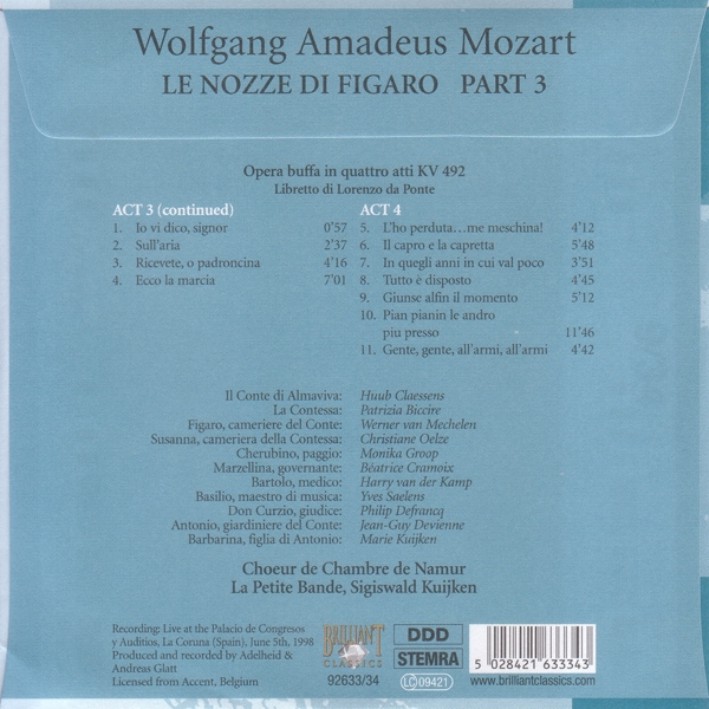 Wolfgang Amadeus Mozart
LE NOZZE DI FIGARO PART 3
Opera buffa in quattro atti KV 492
Libretto di Lorenzo da Ponte
ACT 3 (continued)
1. Io vi dico, signor 0'57
2. Sull'aria 2'37
3. Ricevete, o padroncina 4'16
4. Ecco la marcia 7'01
ACT 4
5. L'ho perduta…me meschina! 4'12
6. Il capro e la capretta 5'48
7. In quegli anni in cui val poco 3'51
8. Tutto è disposto 4'45
9. Giunse alfin il momento 5'12
10. Pian pianin le andro
piu presso 11'46
11. Gente, gente, all'armi, all'armi 4'42
Il Conte di Almaviva: Huub Claessens
La Contessa: Patrizia Biccire
Figaro, cameriere del Conte: Werner van Mechelen
Susanna, cameriera della Contessa: Christiane Oelze
Cherubino, paggio: Monika Groop
Marzellina, governante: Béatrice Cramoix
Bartolo, medico: Harry van der Kamp
Basilio, maestro di musica: Yves Saelens
Don Curzio, giudice: Philip Defrancq
Antonio, giardiniere del Conte: Jean-Guy Devienne
Barbarina, figlia di Antonio: Marie Kuijken
Choeur de Chambre de Namur
La Petite Bande, Sigiswald Kuijken
Recording: Live at the Palacio de Congresos
y Auditios, La Coruna (Spain), June 5th, 1998
Produced and recorded by Adelheid &
Andreas Glatt
Licensed from Accent, Belgium
BRILLIANT
CLASSICS
92633/34
DDD
STEMRA
LC 09421
5 028421 633343
www.brilliantclassics.com